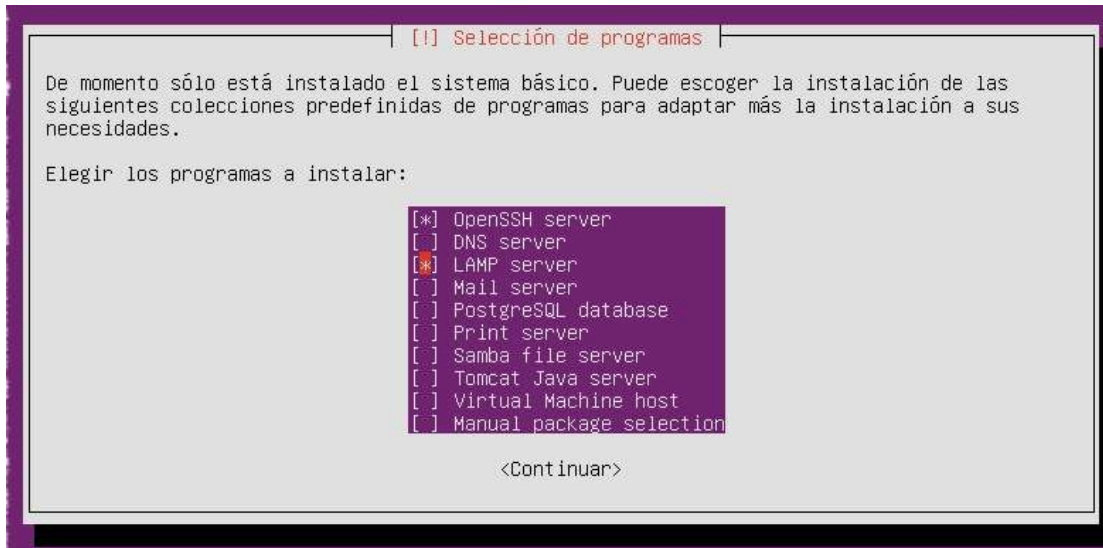 [!] Selección de programas
De momento sólo está instalado el sistema básico. Puede escoger la instalación de las
siguientes colecciones predefinidas de programas para adaptar más la instalación a sus
necesidades.
Elegir los programas a instalar:
[*] OpenSSH server
[ ] DNS server
[*] LAMP server
[ ] Mail server
[ ] PostgreSQL database
[ ] Print server
[ ] Samba file server
[ ] Tomcat Java server
[ ] Virtual Machine host
[ ] Manual package selection
<Continuar>